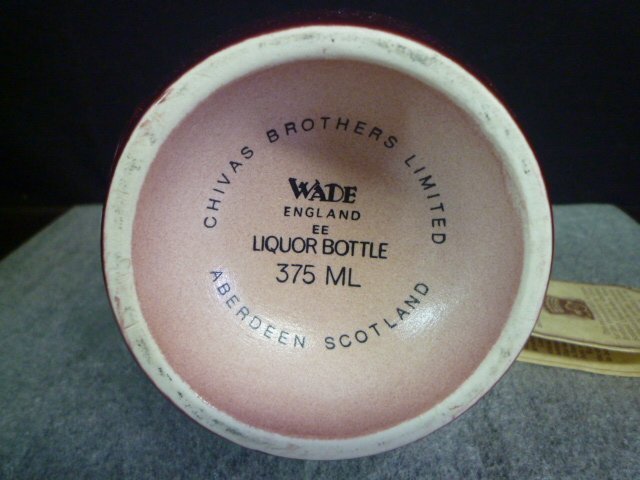 CHIVAS BROTHERS LIMITED
WADE
ENGLAND
EE
LIQUOR BOTTLE
375 ML
ABERDEEN SCOTLAND